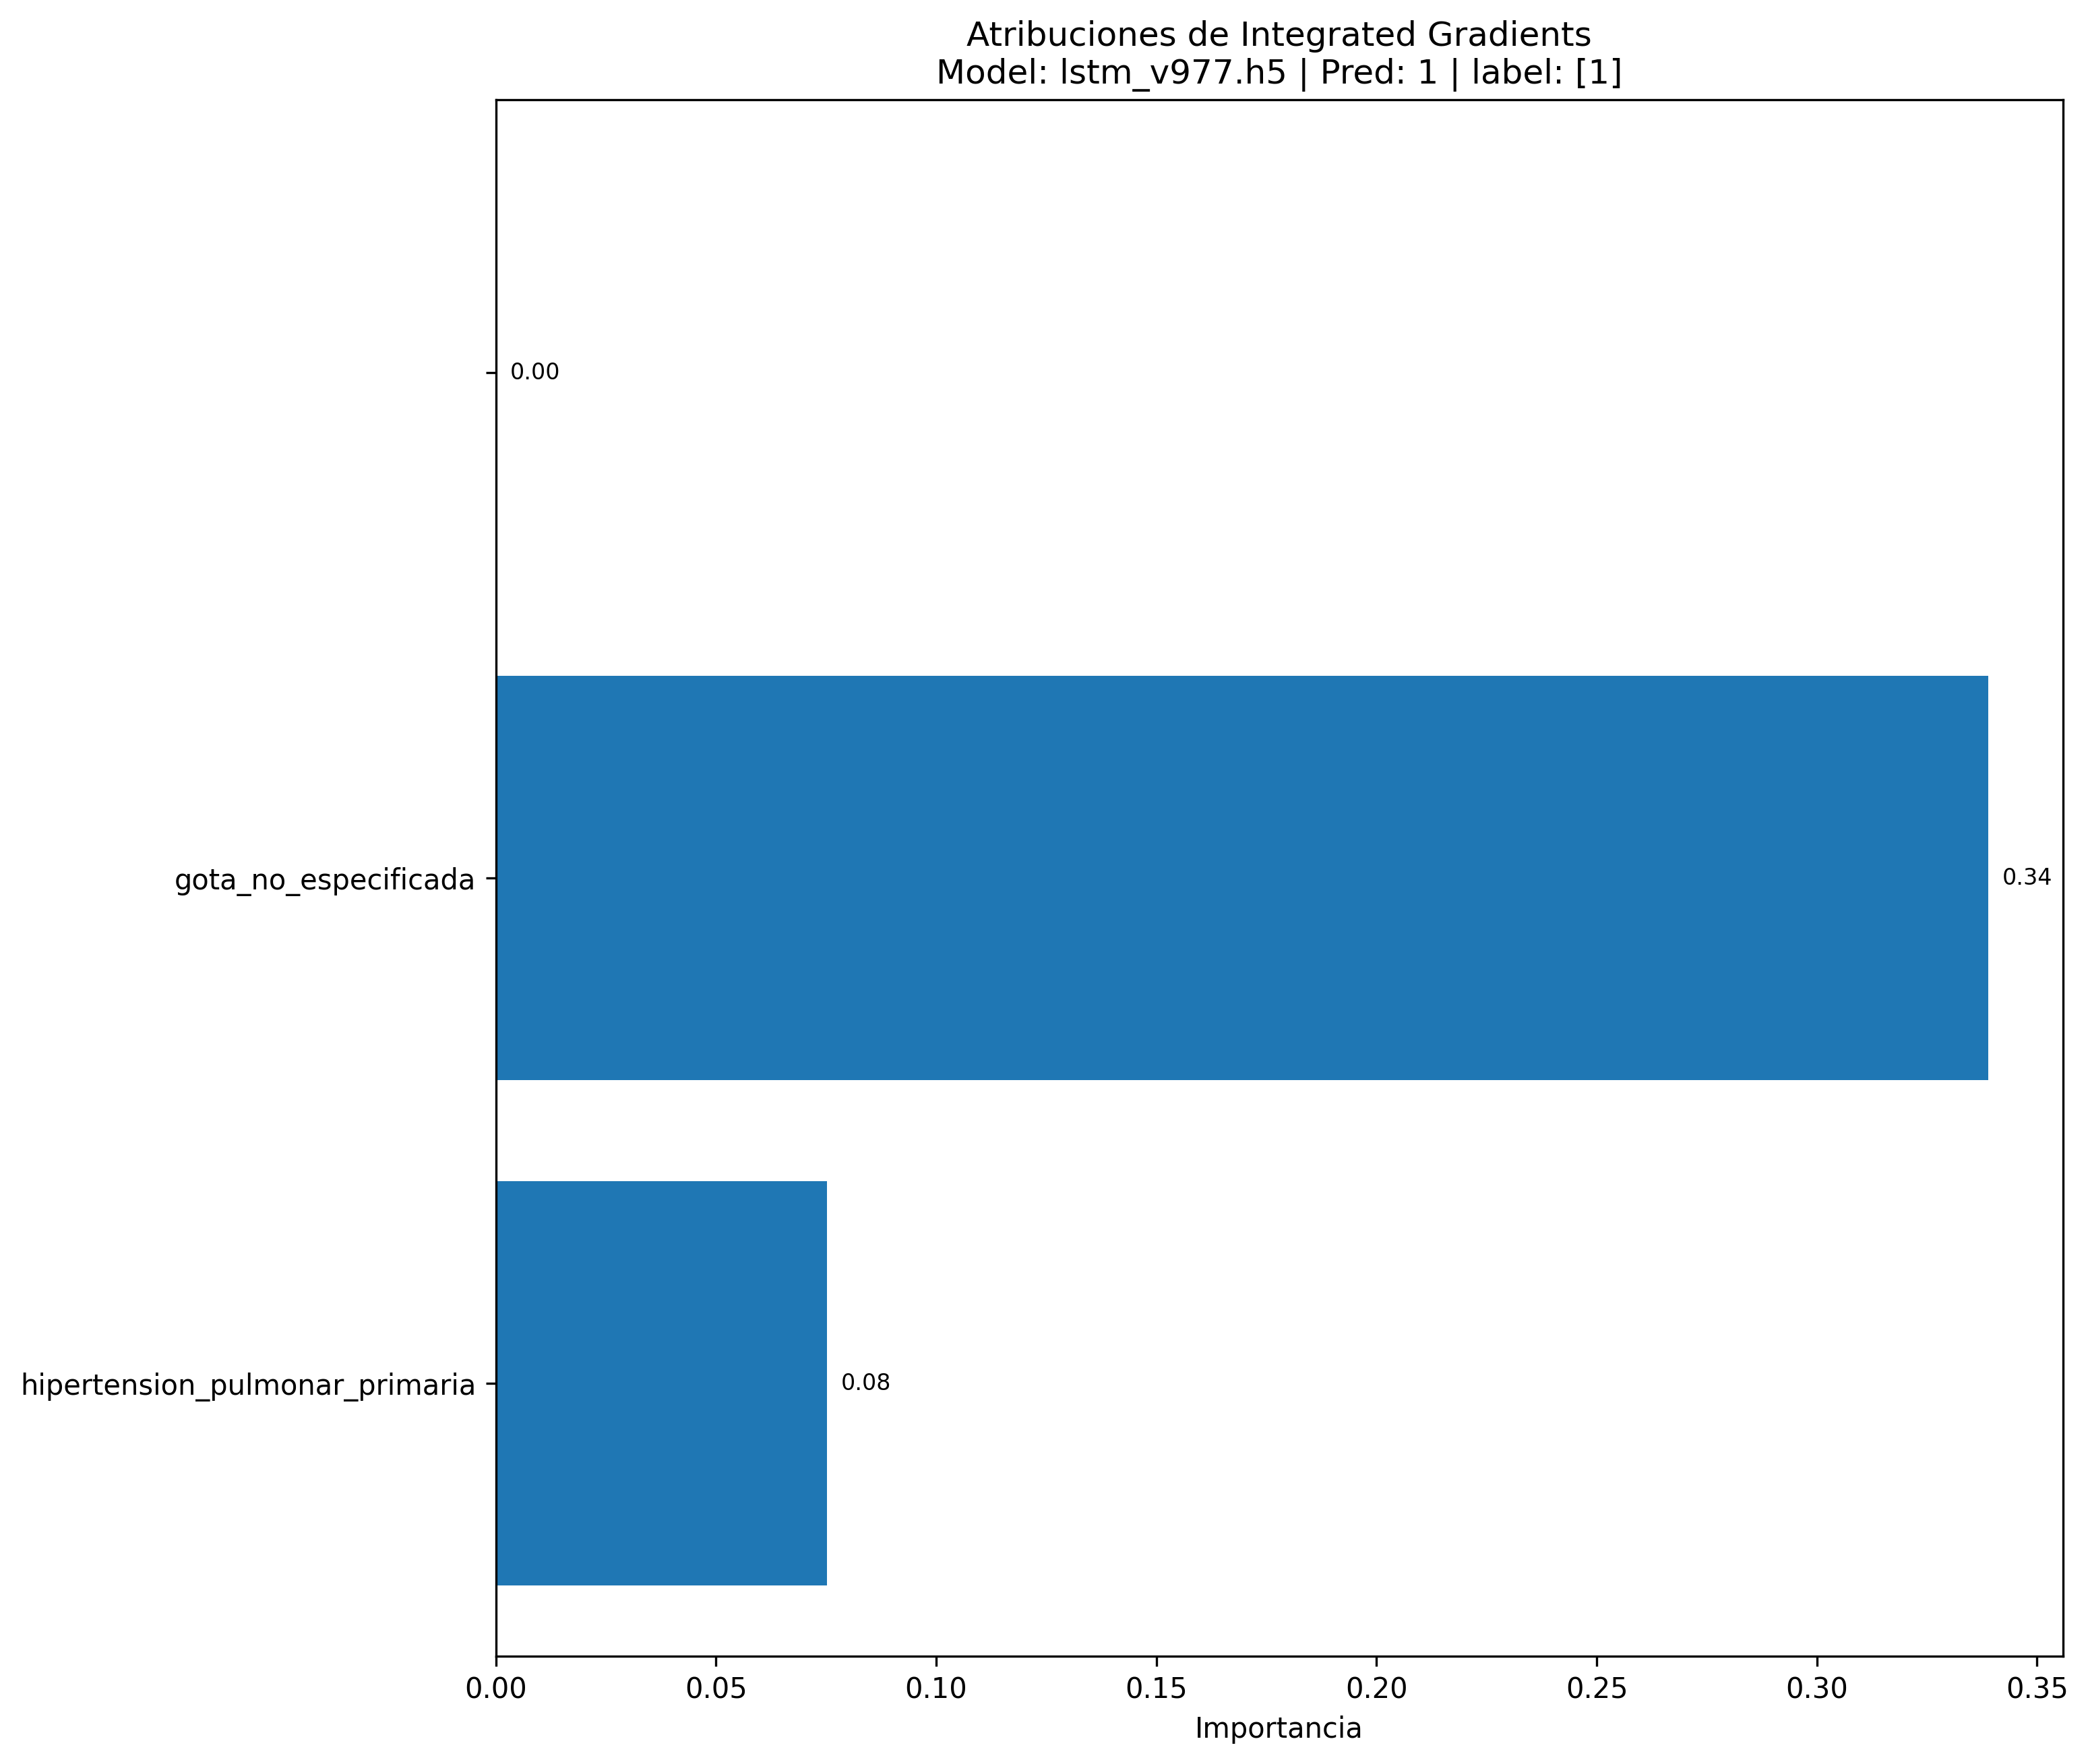 Atribuciones de Integrated Gradients
Model: lstm_v977.h5 | Pred: 1 | label: [1]
0.00
gota_no_especificada
0.34
hipertension_pulmonar_primaria
0.08
0.00 0.05 0.10 0.15 0.20 0.25 0.30 0.35
Importancia